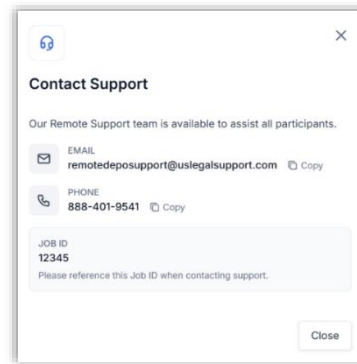 Contact Support
Our Remote Support team is available to assist all participants.
EMAIL
remotedeposupport@uslegalsupport.com Copy
PHONE
888-401-9541 Copy
JOB ID
12345
Please reference this Job ID when contacting support.
Close